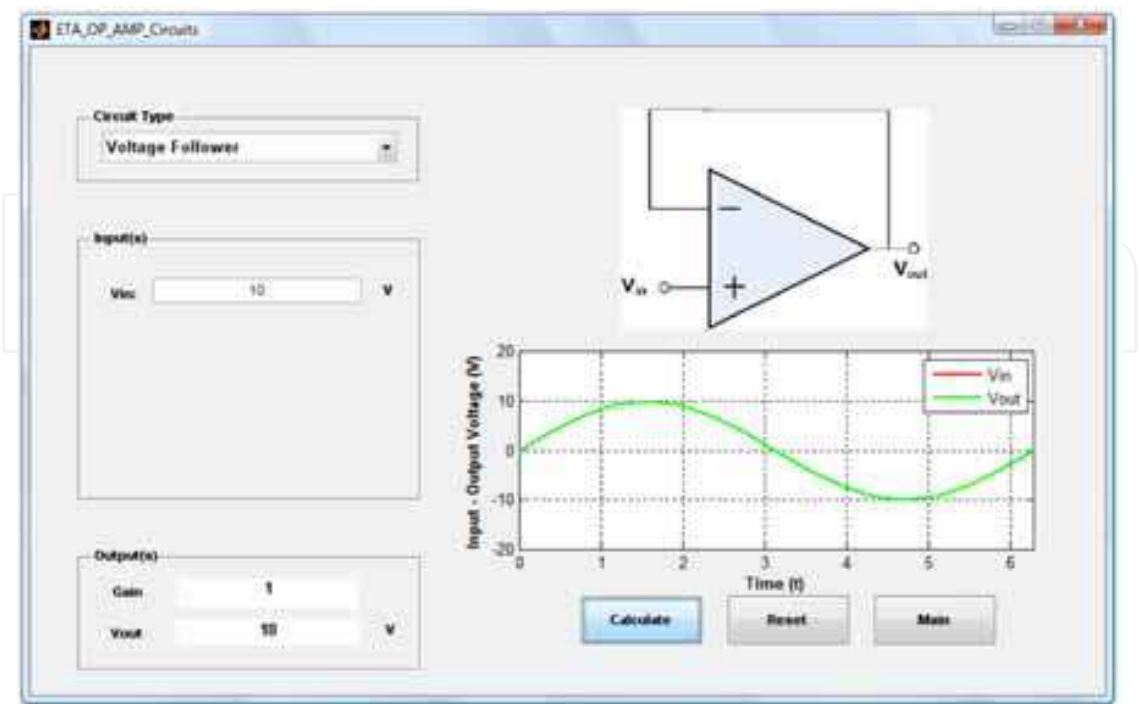 ETA_OP_AMP_Circuits
Circuit Type
Voltage Follower
Input(s)
Vin: 10 V
Output(s)
Gain 1
Vout 10 V
−
+
Vin
Vout
Input - Output Voltage (V)
20
10
0
-10
-20
0 1 2 3 4 5 6
Time (t)
Vin
Vout
Calculate Reset Main